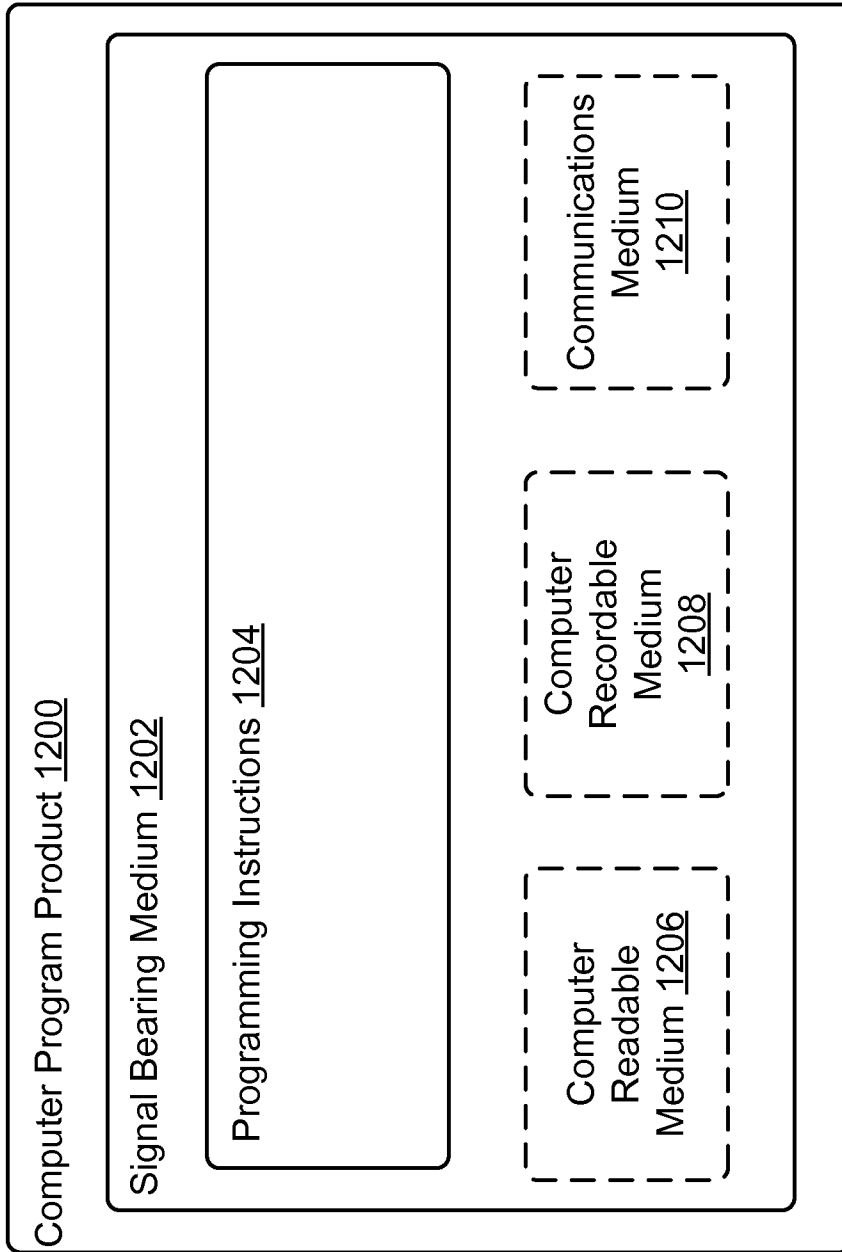 Computer Program Product 1200
Signal Bearing Medium 1202
Programming Instructions 1204
Computer
Readable
Medium 1206
Computer
Recordable
Medium
1208
Communications
Medium
1210